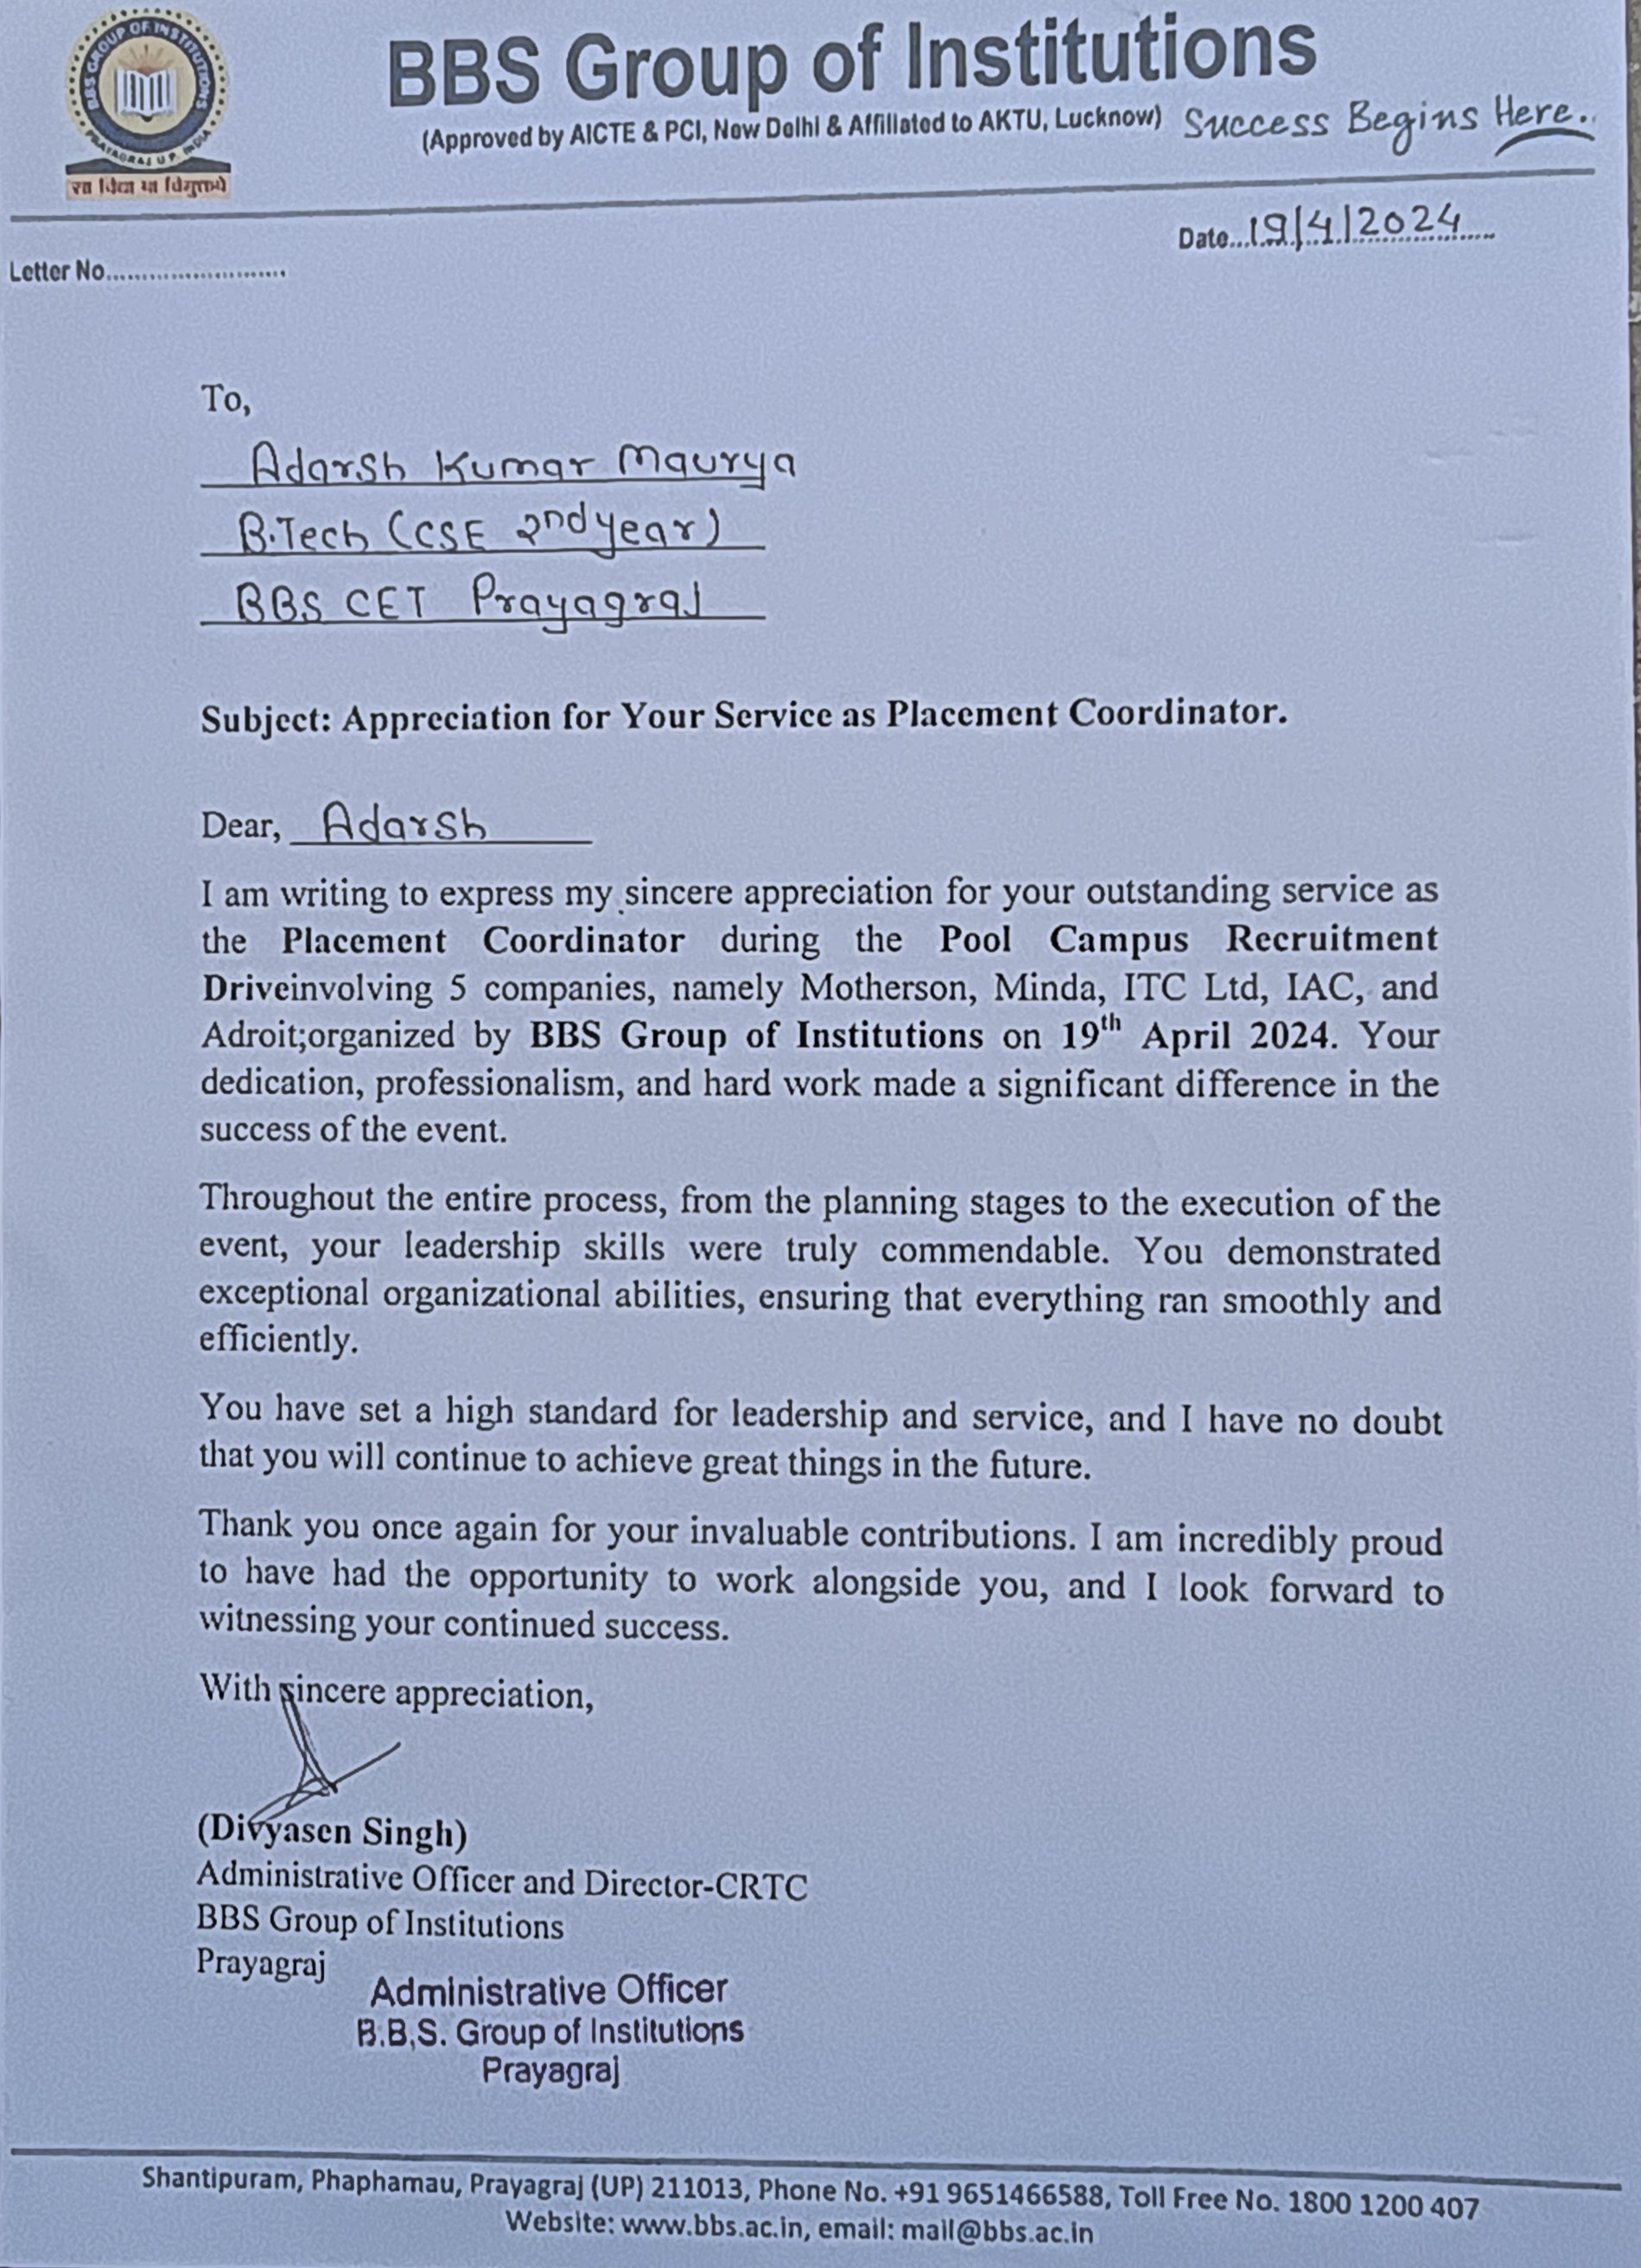 BBS GROUP OF INSTITUTIONS
PRAYAGRAJ U.P. INDIA
सा विद्या या विमुक्तये
BBS Group of Institutions
(Approved by AICTE & PCI, New Delhi & Affiliated to AKTU, Lucknow) Success Begins Here..
Date...19/4/2024
Letter No.
To,
Adarsh Kumar Maurya
B.Tech (CSE 2nd year)
BBS CET Prayagraj
Subject: Appreciation for Your Service as Placement Coordinator.
Dear, Adarsh
I am writing to express my sincere appreciation for your outstanding service as
the Placement Coordinator during the Pool Campus Recruitment
Driveinvolving 5 companies, namely Motherson, Minda, ITC Ltd, IAC, and
Adroit;organized by BBS Group of Institutions on 19th April 2024. Your
dedication, professionalism, and hard work made a significant difference in the
success of the event.
Throughout the entire process, from the planning stages to the execution of the
event, your leadership skills were truly commendable. You demonstrated
exceptional organizational abilities, ensuring that everything ran smoothly and
efficiently.
You have set a high standard for leadership and service, and I have no doubt
that you will continue to achieve great things in the future.
Thank you once again for your invaluable contributions. I am incredibly proud
to have had the opportunity to work alongside you, and I look forward to
witnessing your continued success.
With sincere appreciation,
(Divyasen Singh)
Administrative Officer and Director-CRTC
BBS Group of Institutions
Prayagraj
Administrative Officer
B.B.S. Group of Institutions
Prayagraj
Shantipuram, Phaphamau, Prayagraj (UP) 211013, Phone No. +91 9651466588, Toll Free No. 1800 1200 407
Website: www.bbs.ac.in, email: mail@bbs.ac.in